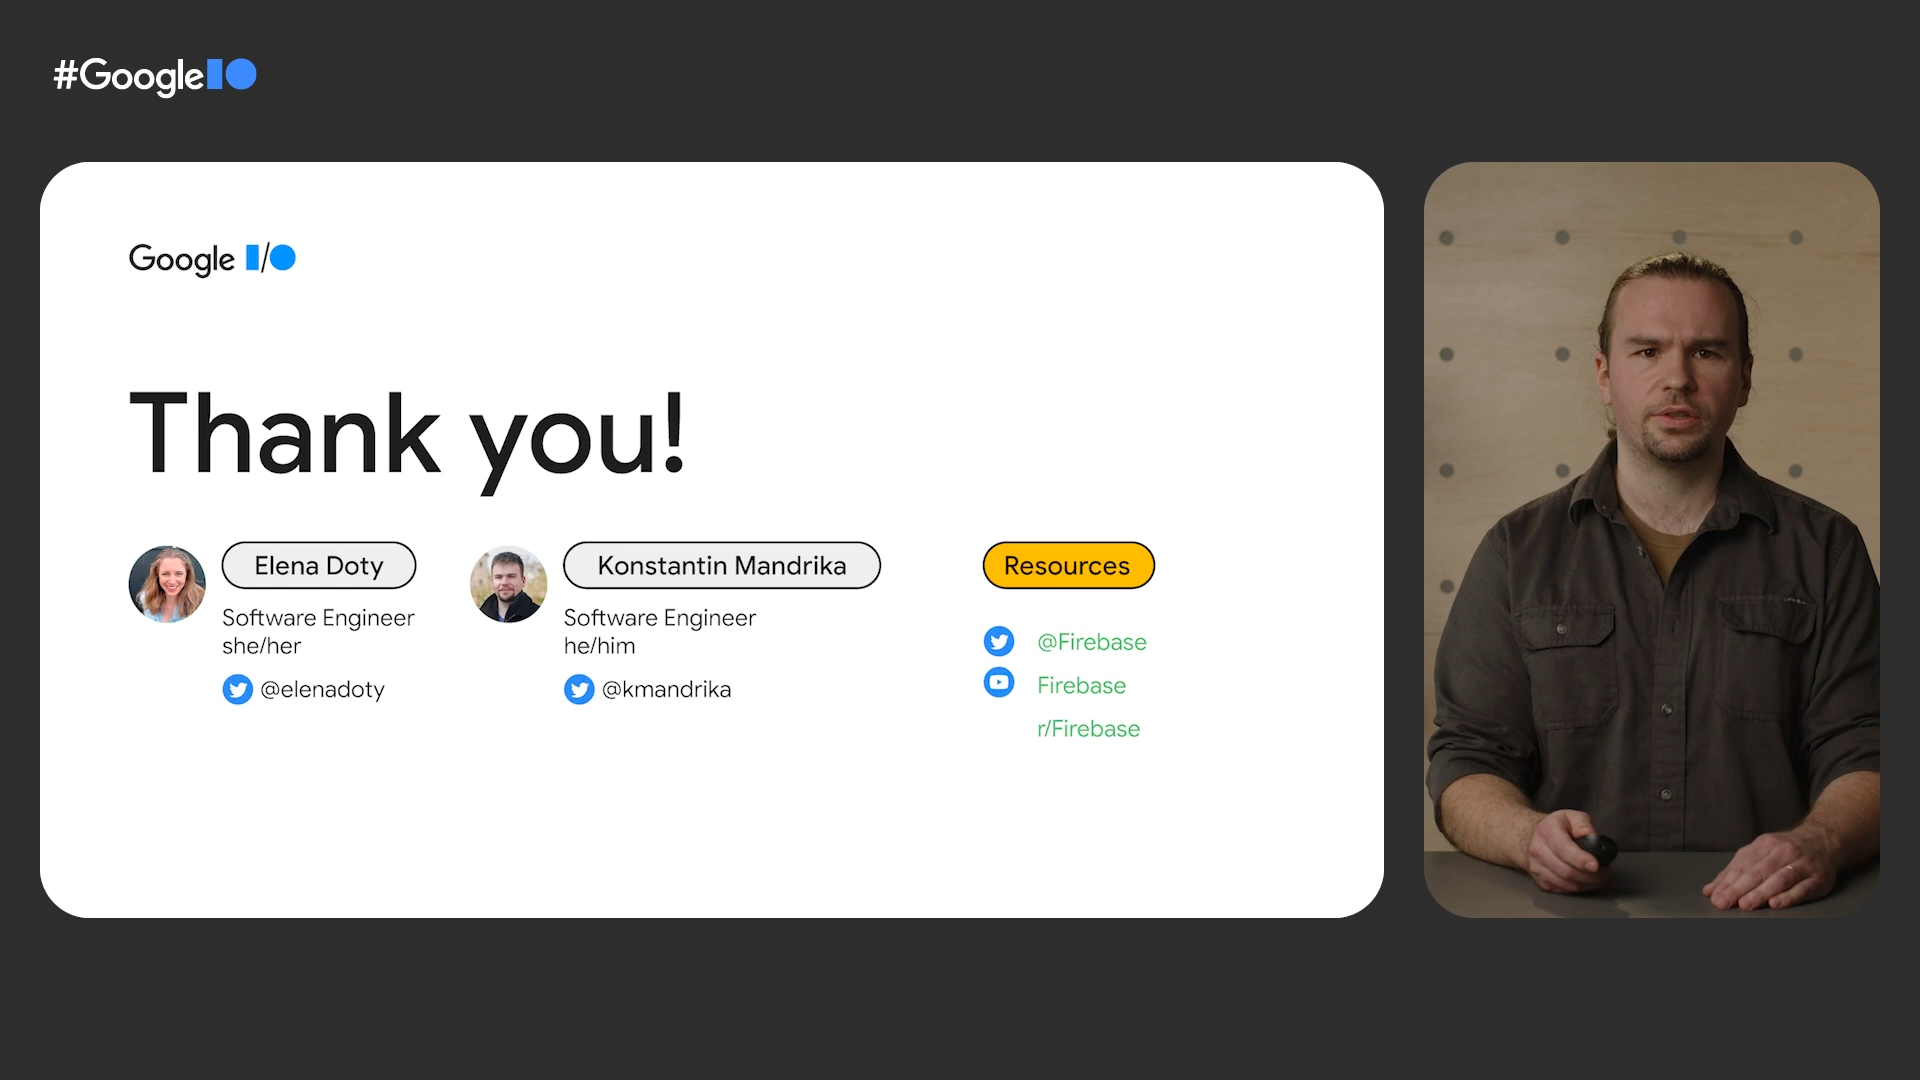 #GoogleIO
Google I/O
Thank you!
Elena Doty
Software Engineer
she/her
@elenadoty
Konstantin Mandrika
Software Engineer
he/him
@kmandrika
Resources
@Firebase
Firebase
r/Firebase